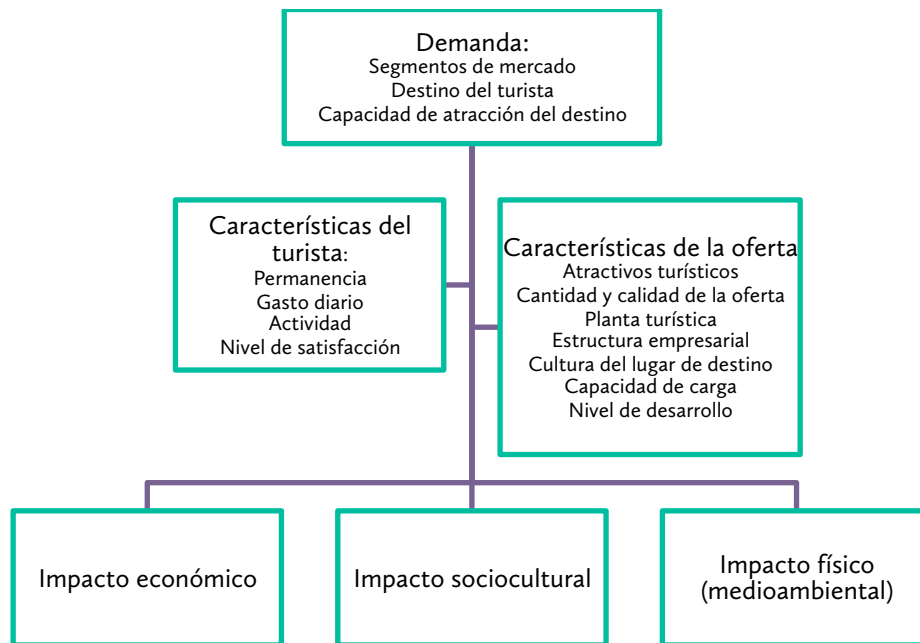 Demanda:
Segmentos de mercado
Destino del turista
Capacidad de atracción del destino
Características del
turista:
Permanencia
Gasto diario
Actividad
Nivel de satisfacción
Características de la oferta
Atractivos turísticos
Cantidad y calidad de la oferta
Planta turística
Estructura empresarial
Cultura del lugar de destino
Capacidad de carga
Nivel de desarrollo
Impacto económico
Impacto sociocultural
Impacto físico
(medioambiental)